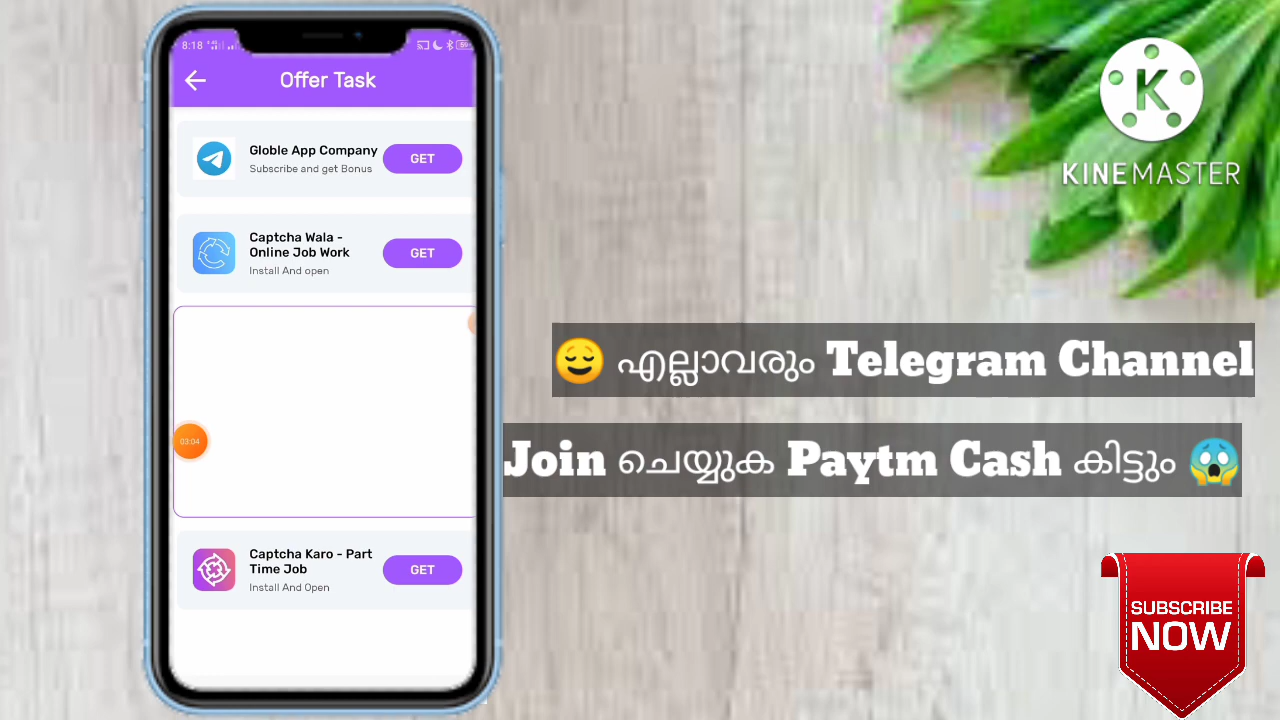 8:18
Offer Task
Globle App Company
Subscribe and get Bonus
GET
Captcha Wala -
Online Job Work
Install And open
GET
03:04
Captcha Karo - Part
Time Job
Install And Open
GET
K
KINEMASTER
😌 എല്ലാവരും Telegram Channel
Join ചെയ്യുക Paytm Cash കിട്ടും 😱
SUBSCRIBE
NOW